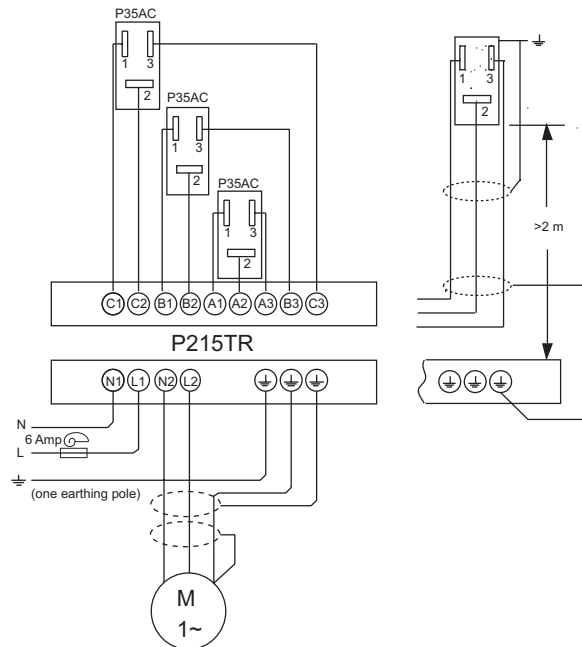 P35AC
1 3
2
P35AC
1 3
2
P35AC
1 3
2
C1 C2 B1 B2 A1 A2 A3 B3 C3
P215TR
N1 L1 N2 L2
N
6 Amp
L
(one earthing pole)
M
1~
1 3
2
>2 m